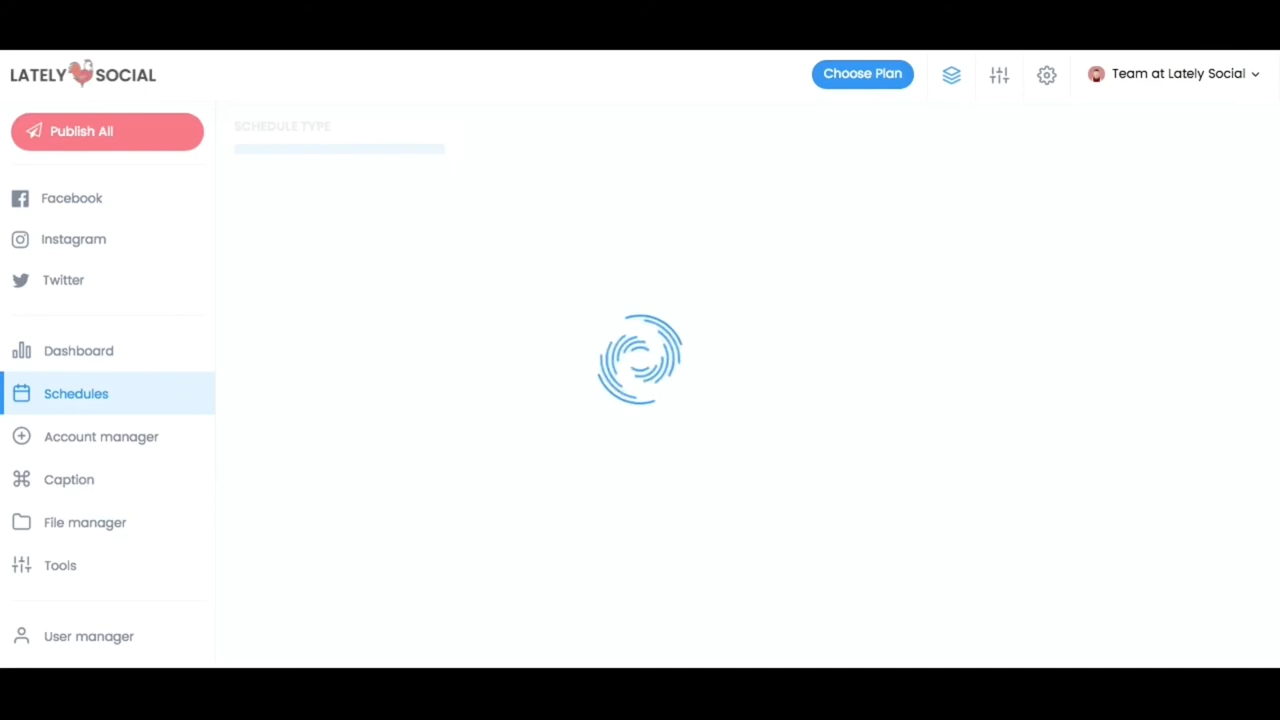 LATELY SOCIAL
Choose Plan
Team at Lately Social
Publish All
SCHEDULE TYPE
Facebook
Instagram
Twitter
Dashboard
Schedules
Account manager
Caption
File manager
Tools
User manager